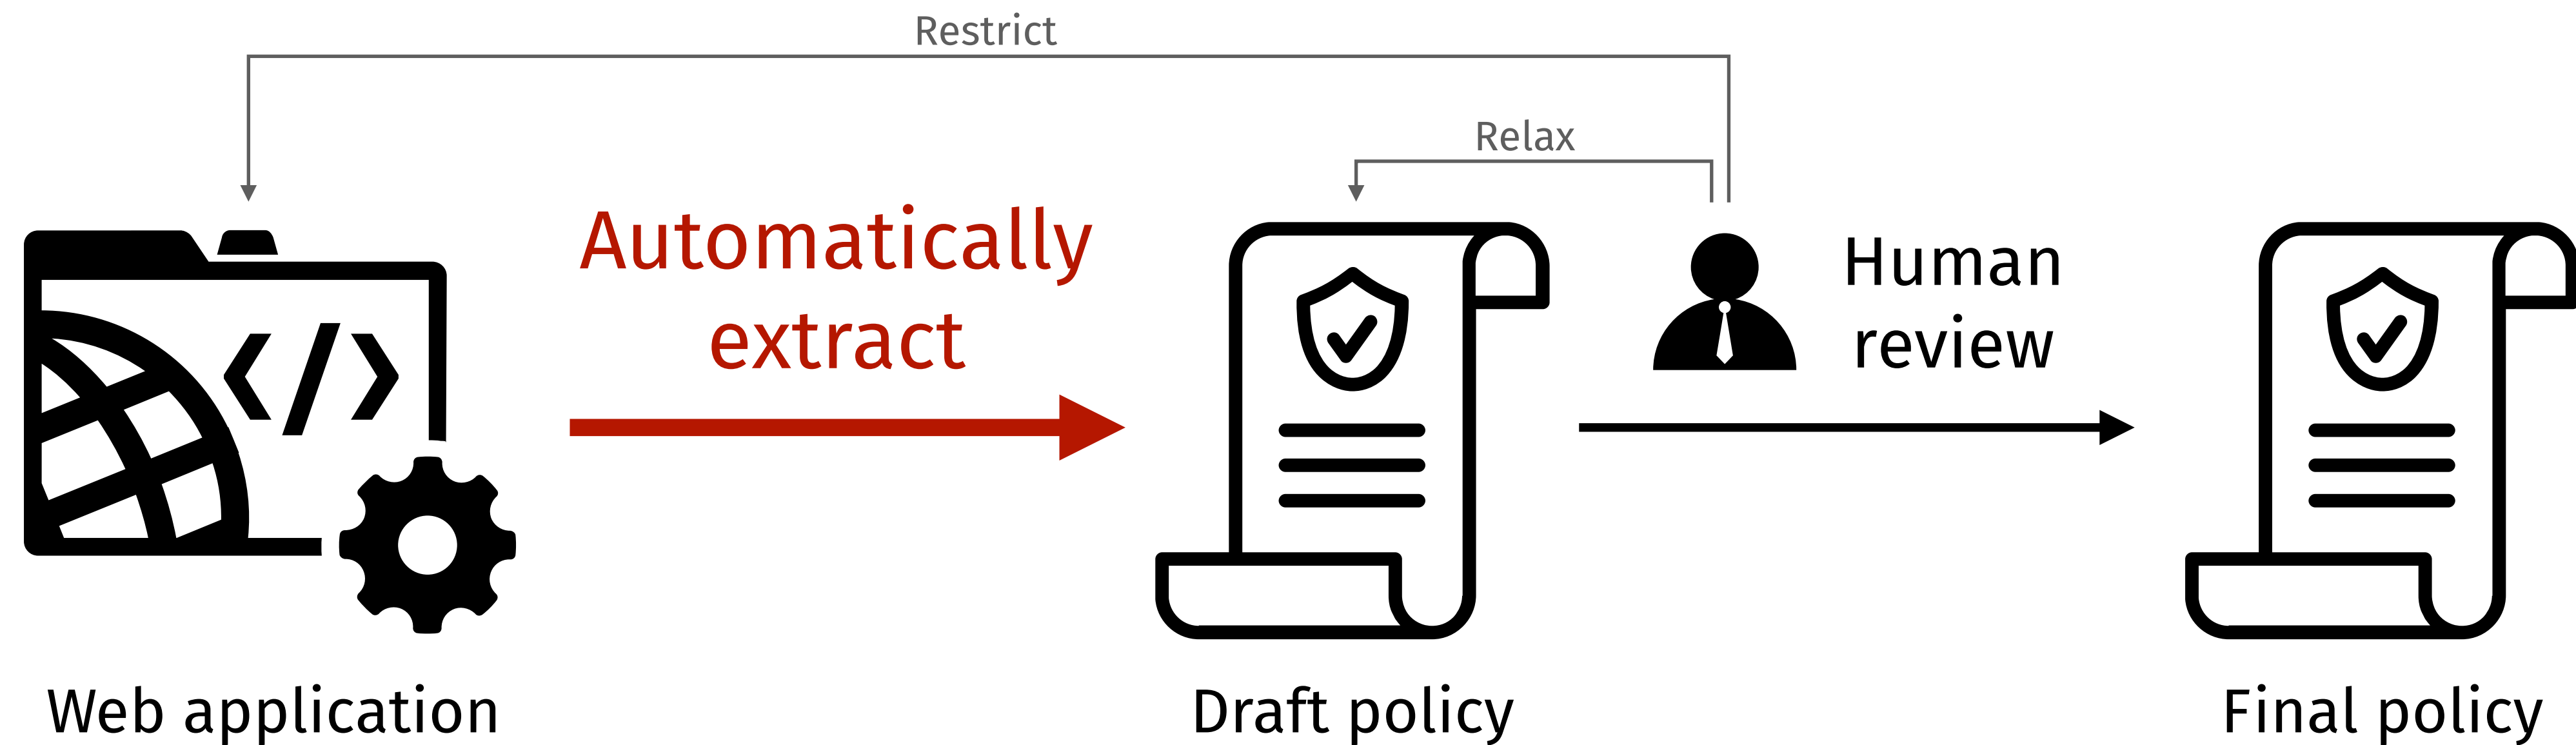 Restrict
Relax
Automatically
extract
Human
review
</>
Web application
Draft policy
Final policy